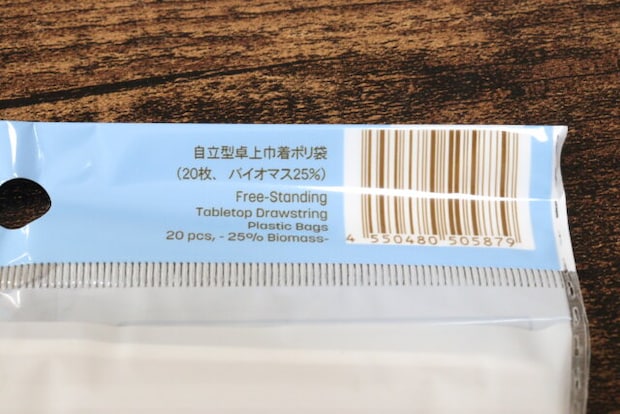 自立型卓上巾着ポリ袋
(20枚、 バイオマス25%)
Free-Standing
Tabletop Drawstring
Plastic Bags
20 pcs, - 25% Biomass-
4 550480 505879